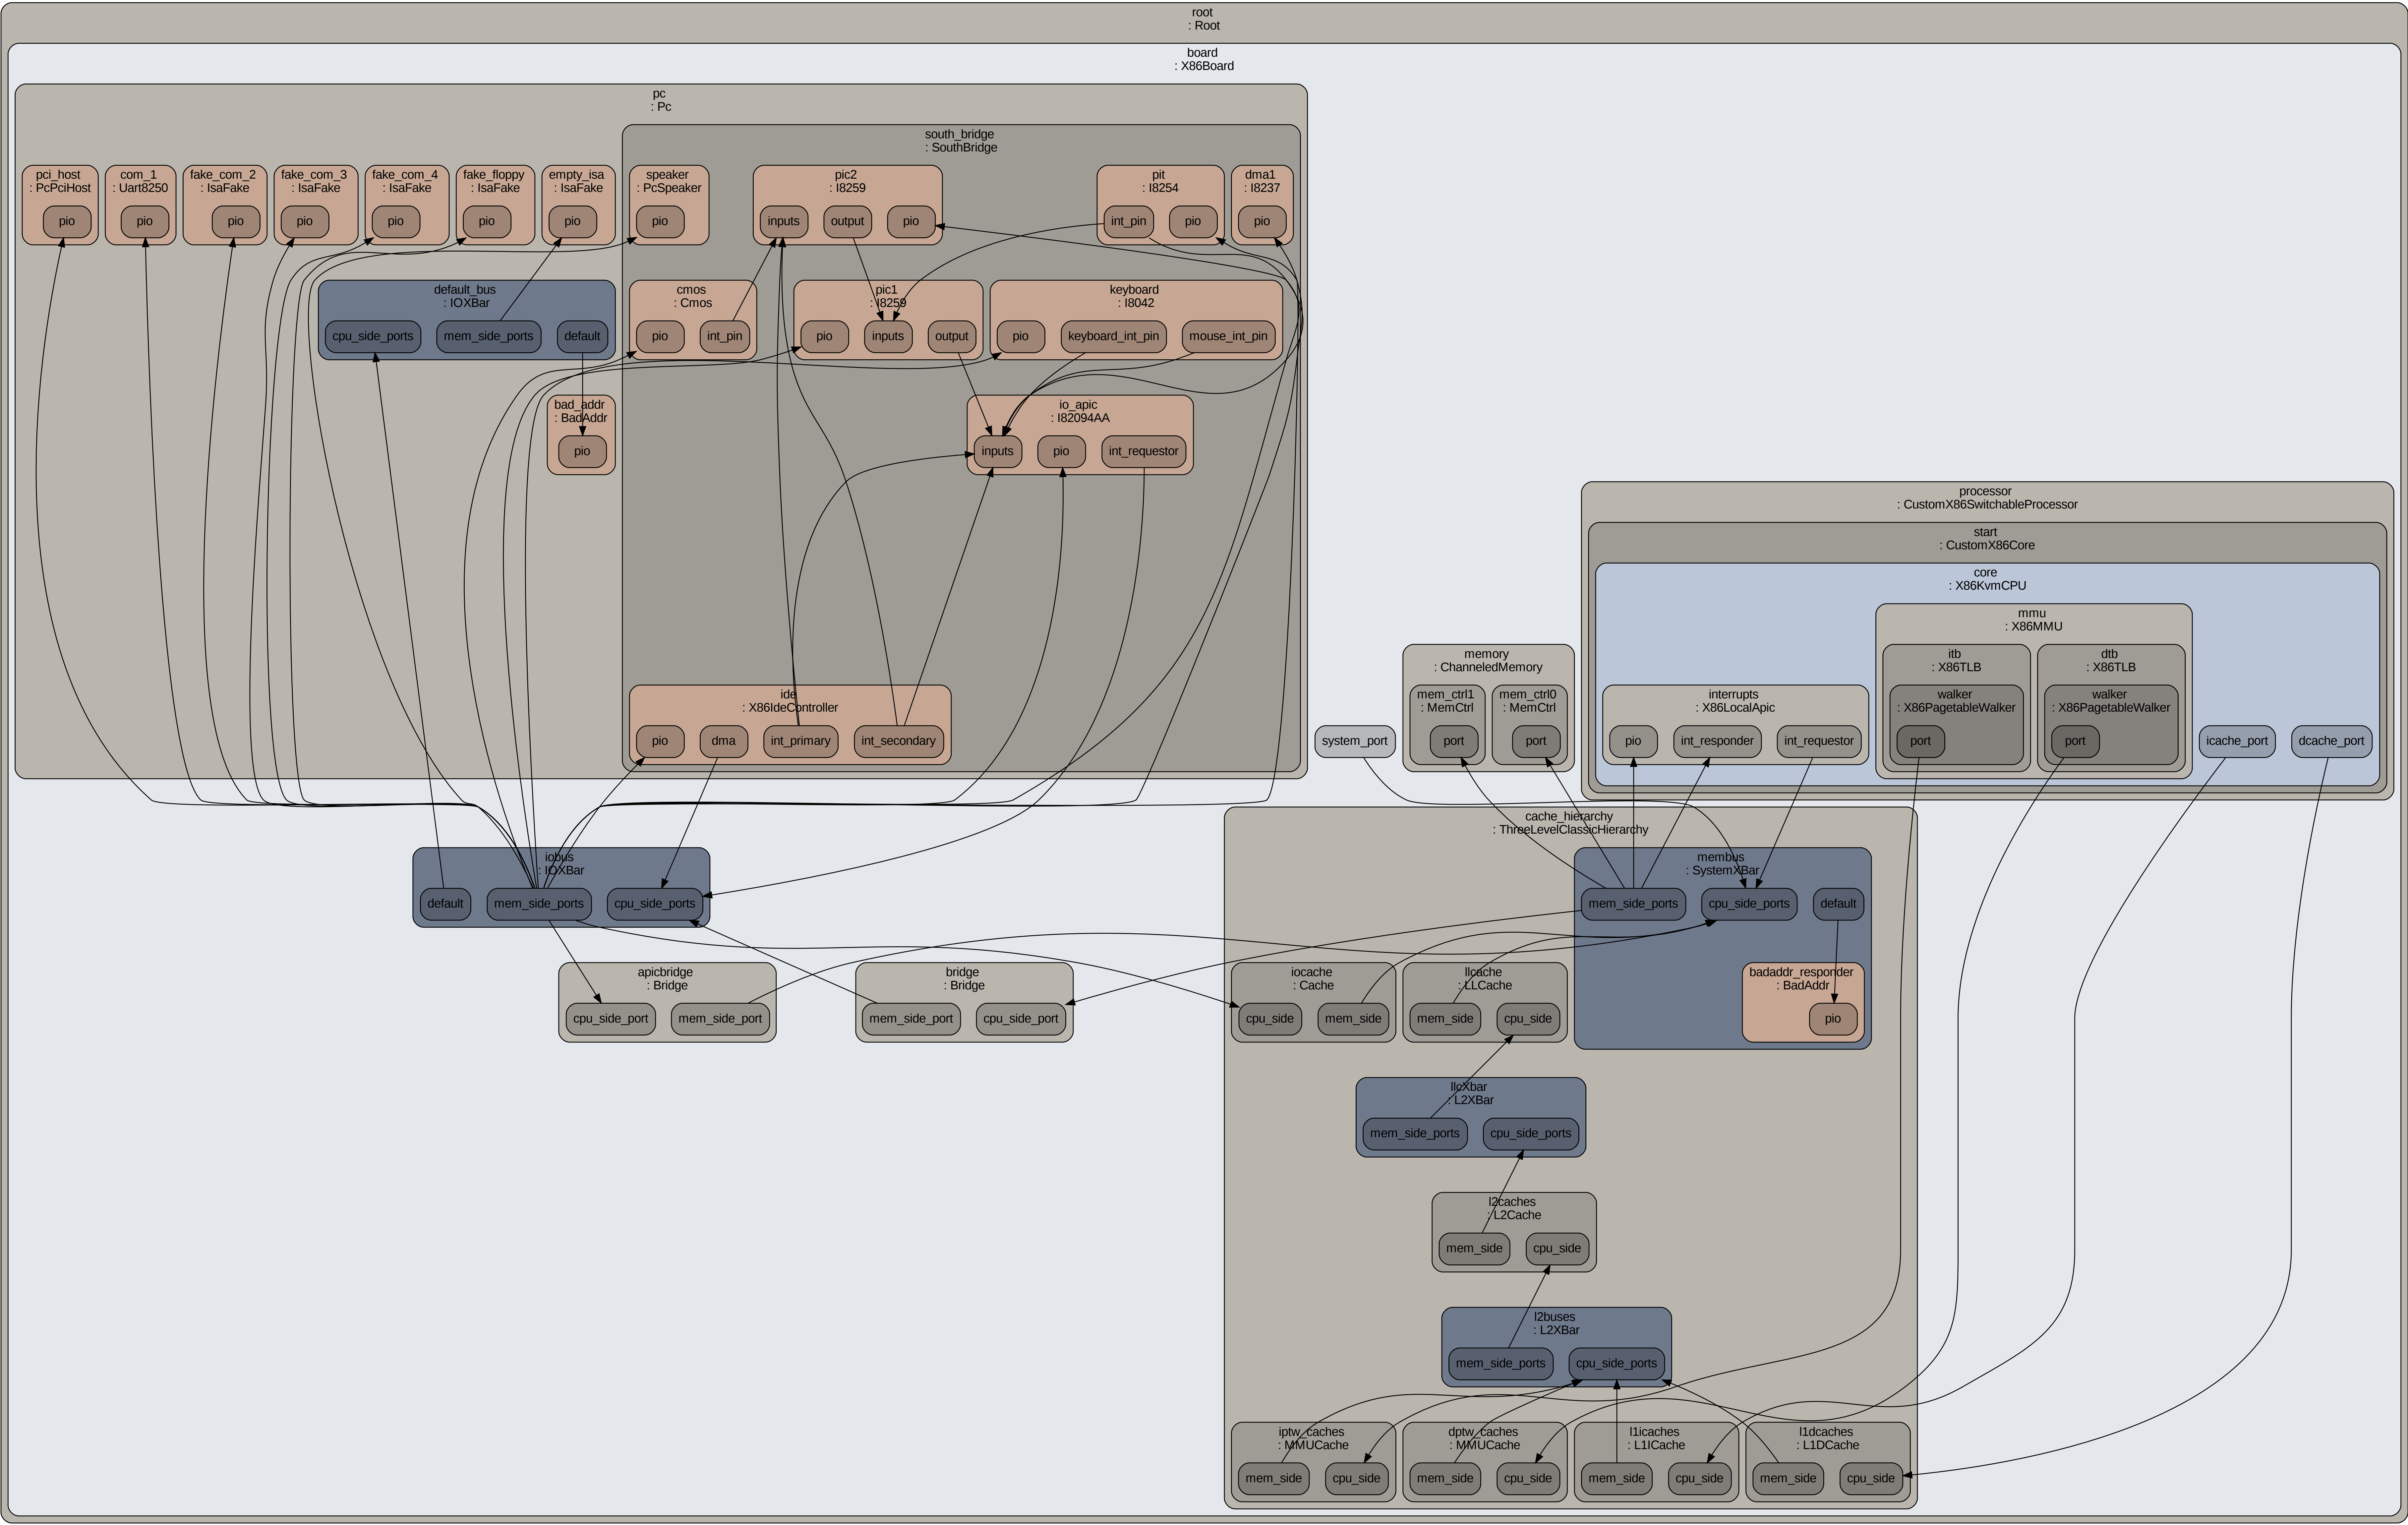 root
: Root
board
: X86Board
pc
: Pc
south_bridge
: SouthBridge
pci_host
: PcPciHost
pio
com_1
: Uart8250
pio
fake_com_2
: IsaFake
pio
fake_com_3
: IsaFake
pio
fake_com_4
: IsaFake
pio
fake_floppy
: IsaFake
pio
empty_isa
: IsaFake
pio
speaker
: PcSpeaker
pio
pic2
: I8259
inputs
output
pio
pit
: I8254
int_pin
pio
dma1
: I8237
pio
default_bus
: IOXBar
cpu_side_ports
mem_side_ports
default
cmos
: Cmos
pio
int_pin
pic1
: I8259
pio
inputs
output
keyboard
: I8042
pio
keyboard_int_pin
mouse_int_pin
bad_addr
: BadAddr
pio
io_apic
: I82094AA
inputs
pio
int_requestor
ide
: X86IdeController
pio
dma
int_primary
int_secondary
system_port
memory
: ChanneledMemory
mem_ctrl1
: MemCtrl
port
mem_ctrl0
: MemCtrl
port
processor
: CustomX86SwitchableProcessor
start
: CustomX86Core
core
: X86KvmCPU
mmu
: X86MMU
itb
: X86TLB
walker
: X86PagetableWalker
port
dtb
: X86TLB
walker
: X86PagetableWalker
port
interrupts
: X86LocalApic
pio
int_responder
int_requestor
icache_port
dcache_port
iobus
: IOXBar
default
mem_side_ports
cpu_side_ports
apicbridge
: Bridge
cpu_side_port
mem_side_port
bridge
: Bridge
mem_side_port
cpu_side_port
cache_hierarchy
: ThreeLevelClassicHierarchy
membus
: SystemXBar
mem_side_ports
cpu_side_ports
default
badaddr_responder
: BadAddr
pio
iocache
: Cache
cpu_side
mem_side
llcache
: LLCache
mem_side
cpu_side
llcXbar
: L2XBar
mem_side_ports
cpu_side_ports
l2caches
: L2Cache
mem_side
cpu_side
l2buses
: L2XBar
mem_side_ports
cpu_side_ports
iptw_caches
: MMUCache
mem_side
cpu_side
dptw_caches
: MMUCache
mem_side
cpu_side
l1icaches
: L1ICache
mem_side
cpu_side
l1dcaches
: L1DCache
mem_side
cpu_side